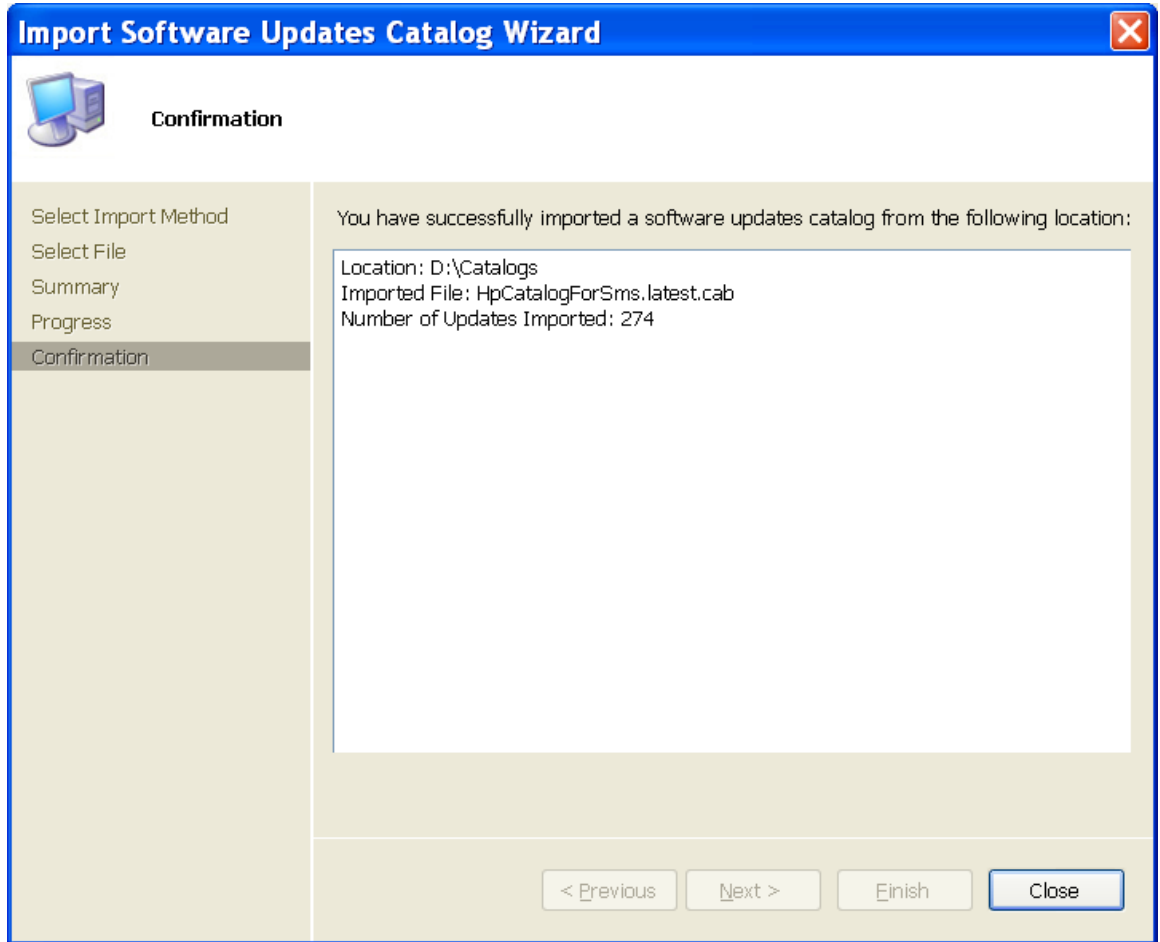 Import Software Updates Catalog Wizard
Confirmation
Select Import Method
Select File
Summary
Progress
Confirmation
You have successfully imported a software updates catalog from the following location:
Location: D:\Catalogs
Imported File: HpCatalogForSms.latest.cab
Number of Updates Imported: 274
< Previous
Next >
Finish
Close